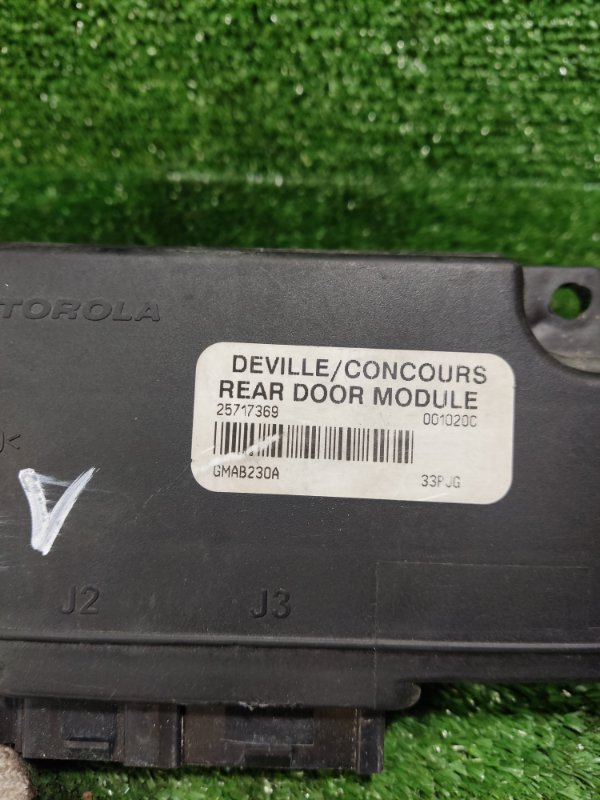 TOROLA
DEVILLE/CONCOURS
REAR DOOR MODULE
25717369 001020C
GMAB230A 33PJG
J2 J3